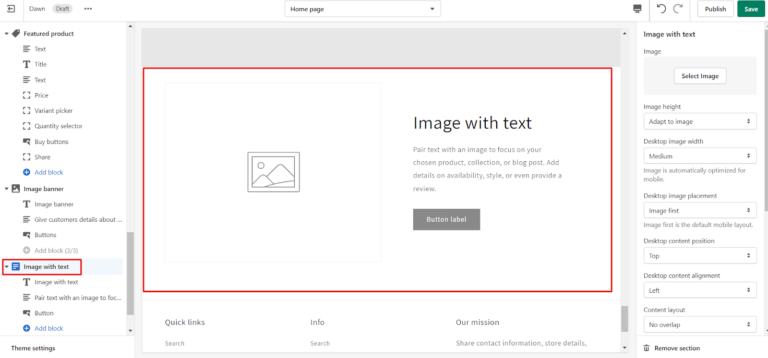 Dawn Draft
Home page
Publish Save
Featured product
Text
Title
Text
Price
Variant picker
Quantity selector
Buy buttons
Share
Add block
Image banner
Image banner
Give customers details about ...
Buttons
Add block (3/3)
Image with text
Image with text
Pair text with an image to foc...
Button
Add block
Theme settings
Image with text
Pair text with an image to focus on your
chosen product, collection, or blog post. Add
details on availability, style, or even provide a
review.
Button label
Quick links Info Our mission
Search Search Share contact information, store details,
Image with text
Image
Select Image
Image height
Adapt to image
Desktop image width
Medium
Image is automatically optimized for
mobile.
Desktop image placement
Image first
Image first is the default mobile layout.
Desktop content position
Top
Desktop content alignment
Left
Content layout
No overlap
Remove section